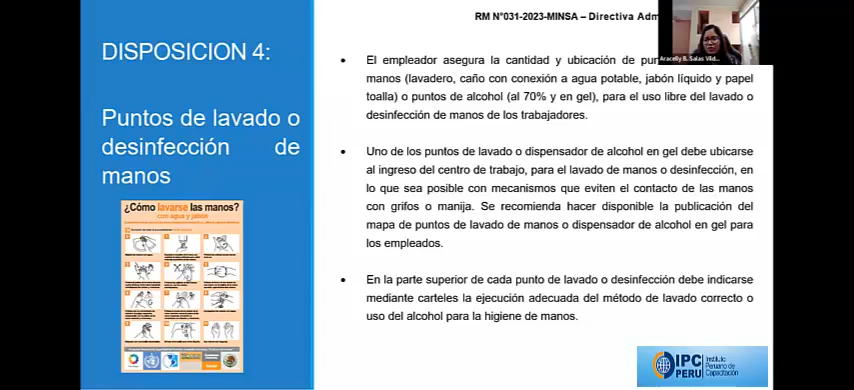 RM N°031-2023-MINSA – Directiva Adm
Aracelly B. Salas Vild...
DISPOSICION 4:
Puntos de lavado o
desinfección de
manos
¿Cómo lavarse las manos?
con agua y jabón
El empleador asegura la cantidad y ubicación de
manos (lavadero, caño con conexión a agua potable, jabón líquido y papel
toalla) o puntos de alcohol (al 70% y en gel), para el uso libre del lavado o
desinfección de manos de los trabajadores.
Uno de los puntos de lavado o dispensador de alcohol en gel debe ubicarse
al ingreso del centro de trabajo, para el lavado de manos o desinfección, en
lo que sea posible con mecanismos que eviten el contacto de las manos
con grifos o manija. Se recomienda hacer disponible la publicación del
mapa de puntos de lavado de manos o dispensador de alcohol en gel para
los empleados.
En la parte superior de cada punto de lavado o desinfección debe indicarse
mediante carteles la ejecución adecuada del método de lavado correcto o
uso del alcohol para la higiene de manos.
IPC
PERU
Instituto
Peruano de
Capacitación